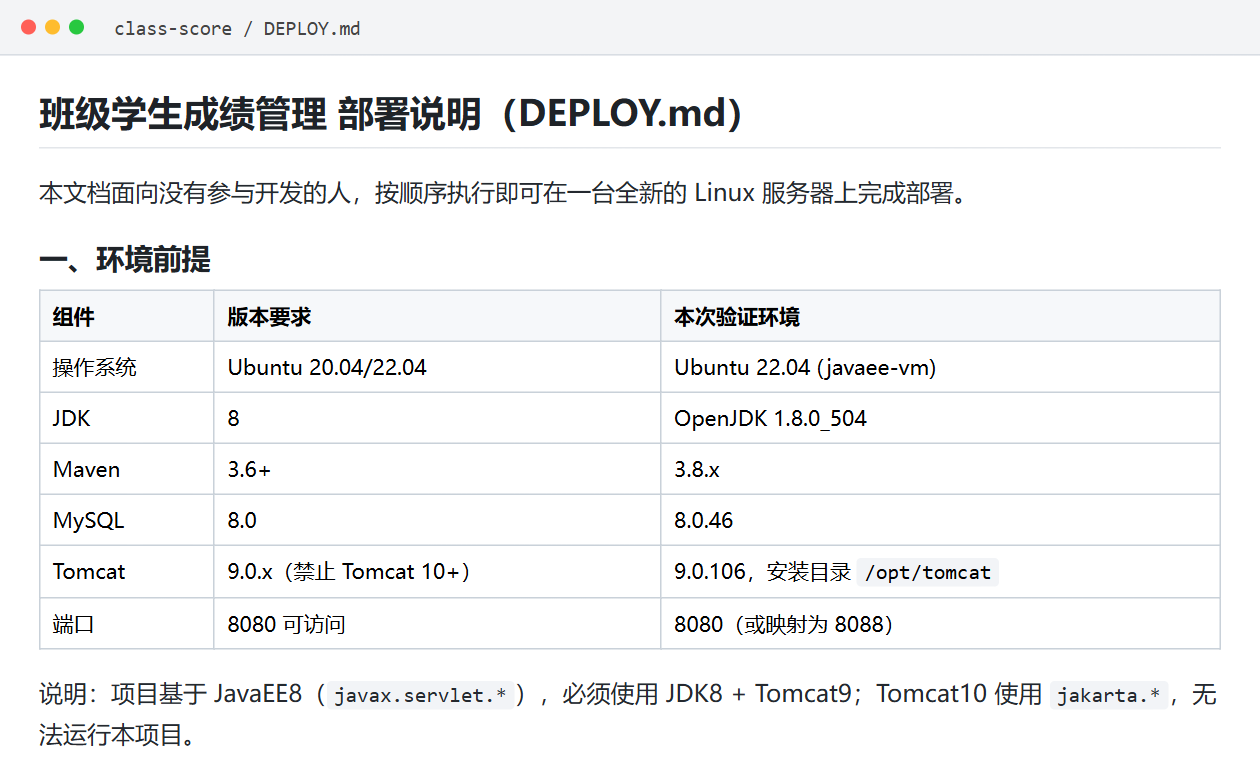 class-score / DEPLOY.md
班级学生成绩管理 部署说明（DEPLOY.md）
本文档面向没有参与开发的人，按顺序执行即可在一台全新的 Linux 服务器上完成部署。
一、环境前提
组件 版本要求 本次验证环境
操作系统 Ubuntu 20.04/22.04 Ubuntu 22.04 (javaee-vm)
JDK 8 OpenJDK 1.8.0_504
Maven 3.6+ 3.8.x
MySQL 8.0 8.0.46
Tomcat 9.0.x（禁止 Tomcat 10+） 9.0.106，安装目录 /opt/tomcat
端口 8080 可访问 8080（或映射为 8088）
说明：项目基于 JavaEE8（javax.servlet.*），必须使用 JDK8 + Tomcat9；Tomcat10 使用 jakarta.*，无
法运行本项目。